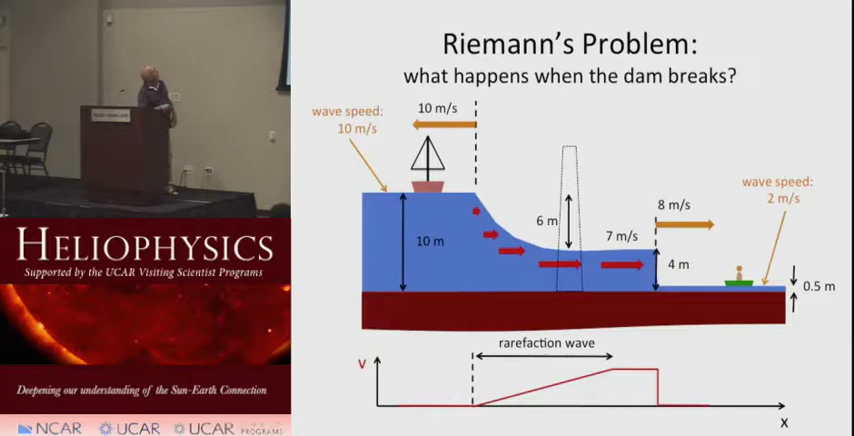 Riemann's Problem:
what happens when the dam breaks?
wave speed:
10 m/s
10 m/s
10 m
6 m
7 m/s
8 m/s
4 m
wave speed:
2 m/s
0.5 m
rarefaction wave
V
X
HELIOPHYSICS
Supported by the UCAR Visiting Scientist Programs
Deepening our understanding of the Sun-Earth Connection
NCAR UCAR UCAR PROGRAMS